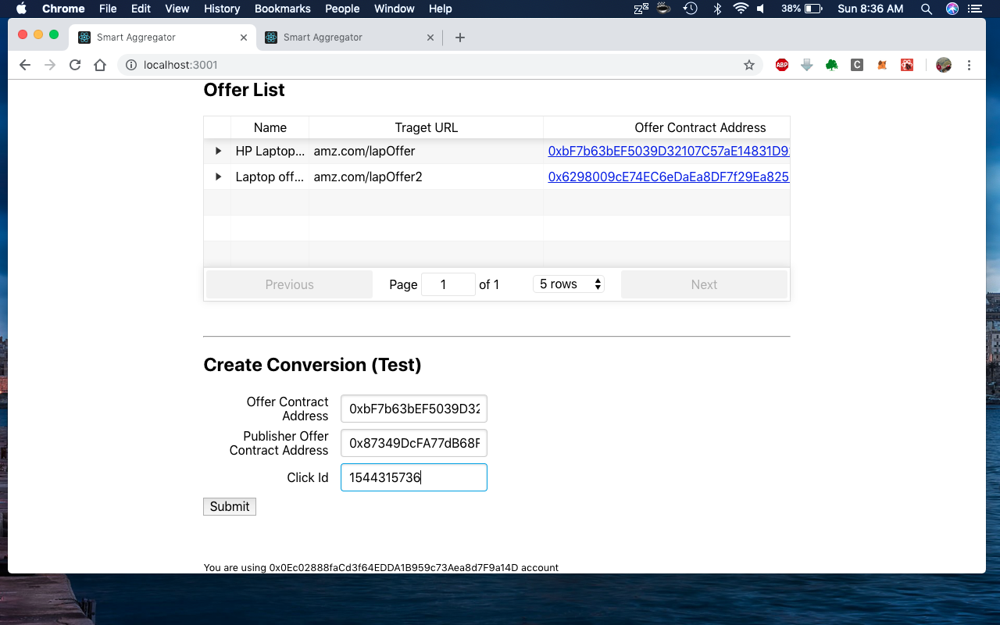 Chrome File Edit View History Bookmarks People Window Help 38% Sun 8:36 AM
Smart Aggregator Smart Aggregator
localhost:3001 ABP C
Offer List
Name Traget URL Offer Contract Address
HP Laptop... amz.com/lapOffer 0xbF7b63bEF5039D32107C57aE14831D9
Laptop off... amz.com/lapOffer2 0x6298009cE74EC6eDaEa8DF7f29Ea825
Previous Page 1 of 1 5 rows Next
Create Conversion (Test)
Offer Contract
Address 0xbF7b63bEF5039D32
Publisher Offer
Contract Address 0x87349DcFA77dB68F
Click Id 1544315736
Submit
You are using 0x0Ec02888faCd3f64EDDA1B959c73Aea8d7F9a14D account